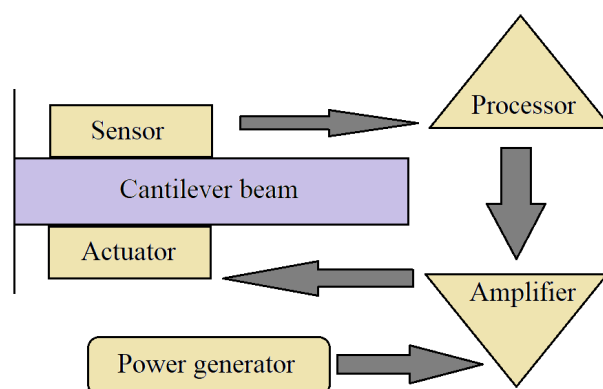 Sensor
Processor
Cantilever beam
Actuator
Amplifier
Power generator